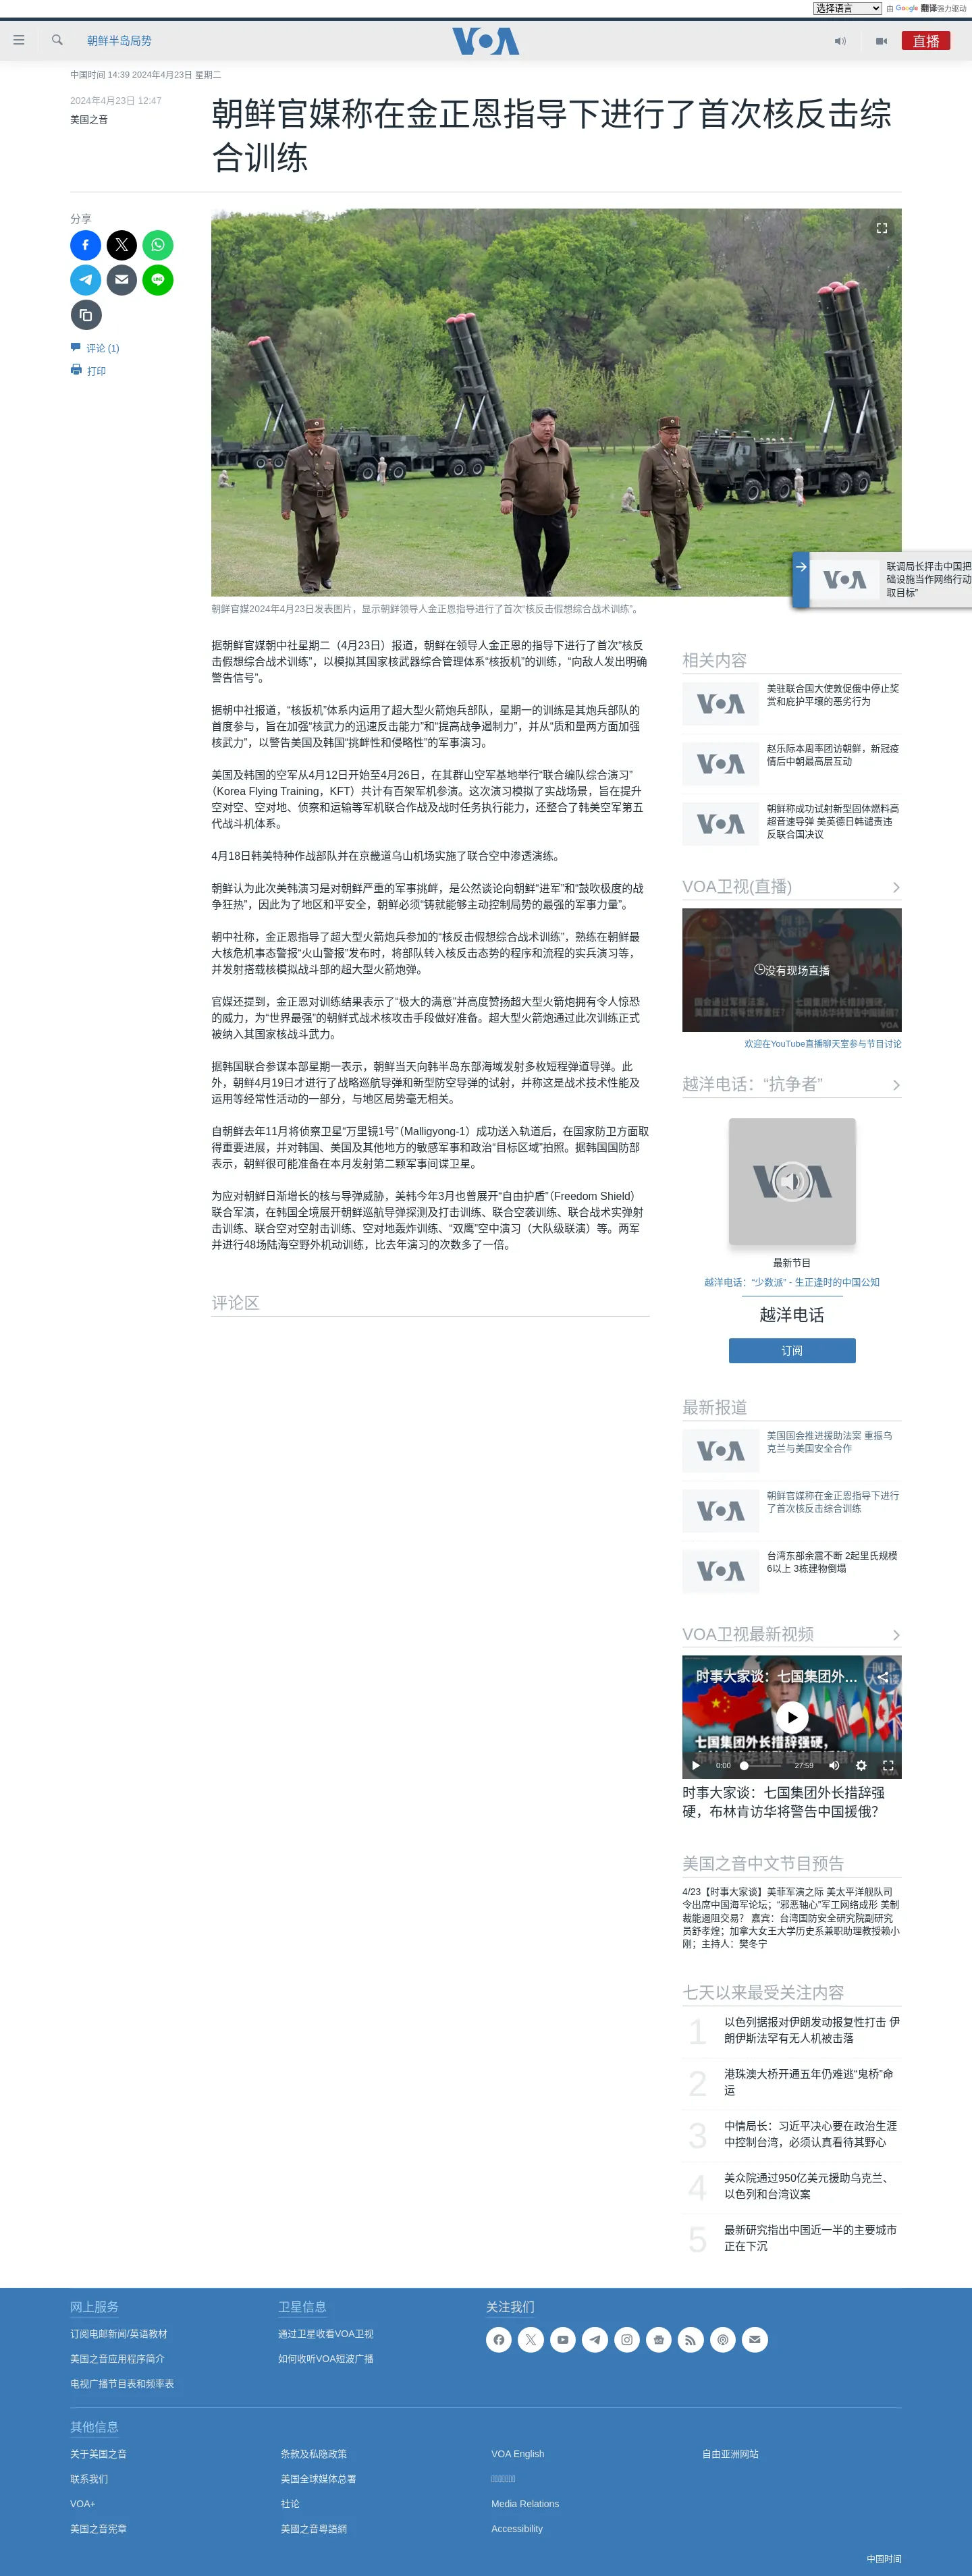 选择语言 由 Google 翻译强力驱动
朝鲜半岛局势
VOA
直播
中国时间 14:39 2024年4月23日 星期二
2024年4月23日 12:47
美国之音
朝鲜官媒称在金正恩指导下进行了首次核反击综
合训练
分享
评论 (1)
打印
朝鲜官媒2024年4月23日发表图片，显示朝鲜领导人金正恩指导进行了首次“核反击假想综合战术训练”。
VOA
联调局长抨击中国把
础设施当作网络行动
取目标”
据朝鲜官媒朝中社星期二（4月23日）报道，朝鲜在领导人金正恩的指导下进行了首次“核反
击假想综合战术训练”，以模拟其国家核武器综合管理体系“核扳机”的训练，“向敌人发出明确
警告信号”。
据朝中社报道，“核扳机”体系内运用了超大型火箭炮兵部队，星期一的训练是其炮兵部队的
首度参与，旨在加强“核武力的迅速反击能力”和“提高战争遏制力”，并从“质和量两方面加强
核武力”，以警告美国及韩国“挑衅性和侵略性”的军事演习。
美国及韩国的空军从4月12日开始至4月26日，在其群山空军基地举行“联合编队综合演习”
（Korea Flying Training，KFT）共计有百架军机参演。这次演习模拟了实战场景，旨在提升
空对空、空对地、侦察和运输等军机联合作战及战时任务执行能力，还整合了韩美空军第五
代战斗机体系。
4月18日韩美特种作战部队并在京畿道乌山机场实施了联合空中渗透演练。
朝鲜认为此次美韩演习是对朝鲜严重的军事挑衅，是公然谈论向朝鲜“进军”和“鼓吹极度的战
争狂热”，因此为了地区和平安全，朝鲜必须“铸就能够主动控制局势的最强的军事力量”。
朝中社称，金正恩指导了超大型火箭炮兵参加的“核反击假想综合战术训练”，熟练在朝鲜最
大核危机事态警报“火山警报”发布时，将部队转入核反击态势的程序和流程的实兵演习等，
并发射搭载核模拟战斗部的超大型火箭炮弹。
官媒还提到，金正恩对训练结果表示了“极大的满意”并高度赞扬超大型火箭炮拥有令人惊恐
的威力，为“世界最强”的朝鲜式战术核攻击手段做好准备。超大型火箭炮通过此次训练正式
被纳入其国家核战斗武力。
据韩国联合参谋本部星期一表示，朝鲜当天向韩半岛东部海域发射多枚短程弹道导弹。此
外，朝鲜4月19日才进行了战略巡航导弹和新型防空导弹的试射，并称这是战术技术性能及
运用等经常性活动的一部分，与地区局势毫无相关。
自朝鲜去年11月将侦察卫星“万里镜1号”（Malligyong-1）成功送入轨道后，在国家防卫方面取
得重要进展，并对韩国、美国及其他地方的敏感军事和政治“目标区域”拍照。据韩国国防部
表示，朝鲜很可能准备在本月发射第二颗军事间谍卫星。
为应对朝鲜日渐增长的核与导弹威胁，美韩今年3月也曾展开“自由护盾”（Freedom Shield）
联合军演，在韩国全境展开朝鲜巡航导弹探测及打击训练、联合空袭训练、联合战术实弹射
击训练、联合空对空射击训练、空对地轰炸训练、“双鹰”空中演习（大队级联演）等。两军
并进行48场陆海空野外机动训练，比去年演习的次数多了一倍。
评论区
相关内容
VOA
美驻联合国大使敦促俄中停止奖
赏和庇护平壤的恶劣行为
VOA
赵乐际本周率团访朝鲜，新冠疫
情后中朝最高层互动
VOA
朝鲜称成功试射新型固体燃料高
超音速导弹 美英德日韩谴责违
反联合国决议
VOA卫视(直播)
没有现场直播
欢迎在YouTube直播聊天室参与节目讨论
越洋电话：“抗争者”
VOA
最新节目
越洋电话：“少数派” - 生正逢时的中国公知
越洋电话
订阅
最新报道
VOA
美国国会推进援助法案 重振乌
克兰与美国安全合作
VOA
朝鲜官媒称在金正恩指导下进行
了首次核反击综合训练
VOA
台湾东部余震不断 2起里氏规模
6以上 3栋建物倒塌
VOA卫视最新视频
时事大家谈：七国集团外…
七国集团外长措辞强硬，
0:00 27:59
时事大家谈：七国集团外长措辞强
硬，布林肯访华将警告中国援俄？
美国之音中文节目预告
4/23【时事大家谈】美菲军演之际 美太平洋舰队司
令出席中国海军论坛；“邪恶轴心”军工网络成形 美制
裁能遏阻交易？ 嘉宾：台湾国防安全研究院副研究
员舒孝煌；加拿大女王大学历史系兼职助理教授赖小
刚；主持人：樊冬宁
七天以来最受关注内容
1 以色列据报对伊朗发动报复性打击 伊
朗伊斯法罕有无人机被击落
2 港珠澳大桥开通五年仍难逃“鬼桥”命
运
3 中情局长：习近平决心要在政治生涯
中控制台湾，必须认真看待其野心
4 美众院通过950亿美元援助乌克兰、
以色列和台湾议案
5 最新研究指出中国近一半的主要城市
正在下沉
网上服务
订阅电邮新闻/英语教材
美国之音应用程序简介
电视广播节目表和频率表
卫星信息
通过卫星收看VOA卫视
如何收听VOA短波广播
关注我们
其他信息
关于美国之音
联系我们
VOA+
美国之音宪章
条款及私隐政策
美国全球媒体总署
社论
美國之音粵語網
VOA English
Media Relations
Accessibility
自由亚洲网站
中国时间